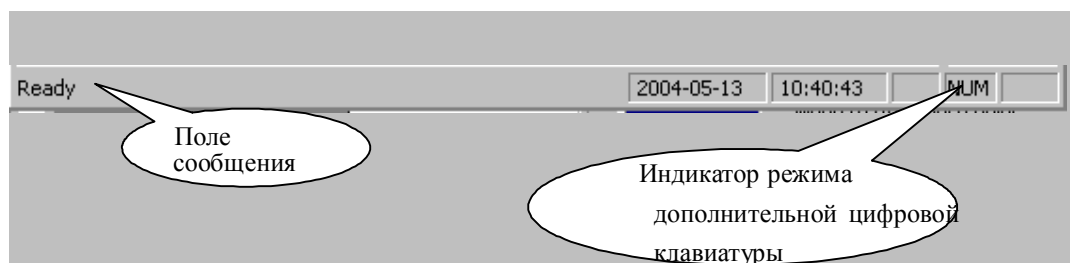 Ready 2004-05-13 10:40:43 NUM
Поле
сообщения
Индикатор режима
дополнительной цифровой
клавиатуры